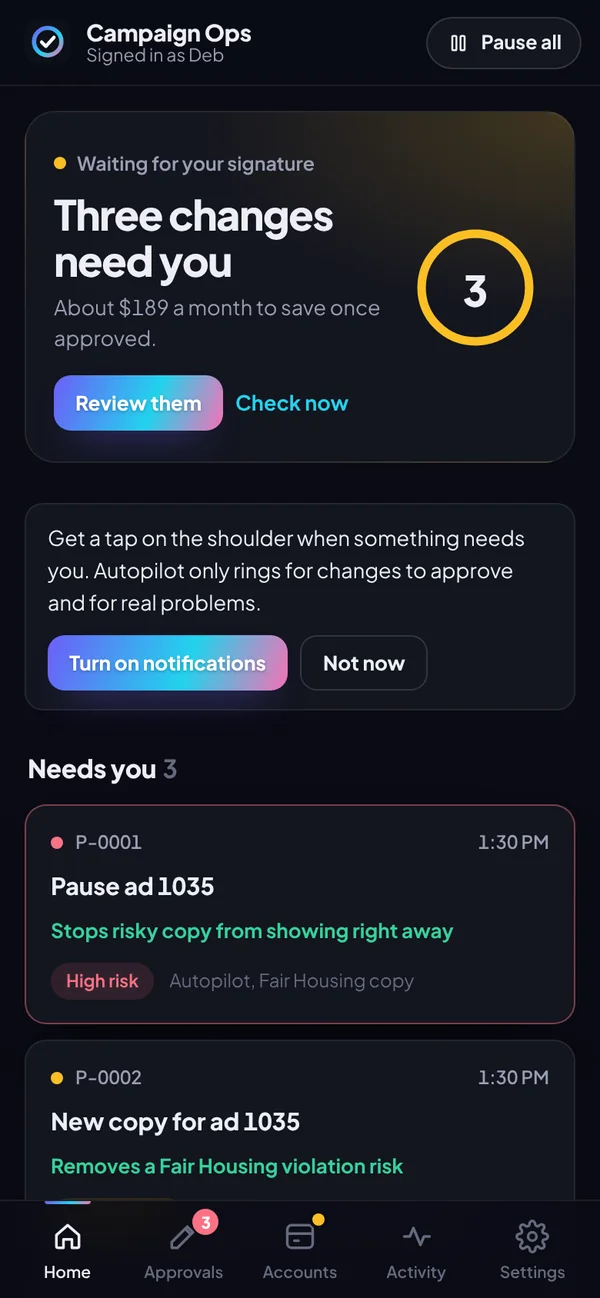 Campaign Ops
Signed in as Deb
Pause all
Waiting for your signature
Three changes
need you
About $189 a month to save once
approved.
3
Review them
Check now
Get a tap on the shoulder when something needs
you. Autopilot only rings for changes to approve
and for real problems.
Turn on notifications
Not now
Needs you 3
P-0001
1:30 PM
Pause ad 1035
Stops risky copy from showing right away
High risk
Autopilot, Fair Housing copy
P-0002
1:30 PM
New copy for ad 1035
Removes a Fair Housing violation risk
3
Home
Approvals
Accounts
Activity
Settings